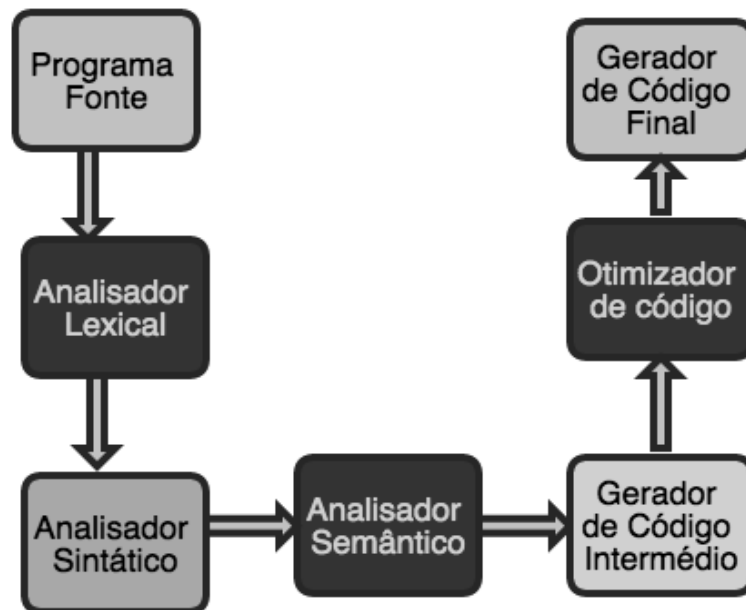 Programa
Fonte
Analisador
Lexical
Analisador
Sintático
Analisador
Semântico
Gerador
de Código
Intermédio
Otimizador
de código
Gerador
de Código
Final